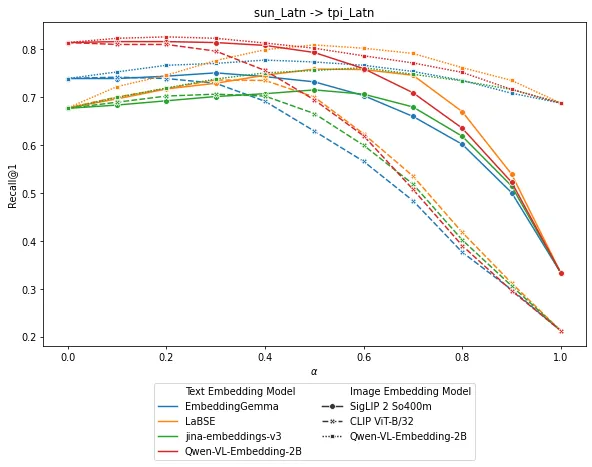 sun_Latn -> tpi_Latn
Recall@1
0.8
0.7
0.6
0.5
0.4
0.3
0.2
0.0 0.2 0.4 0.6 0.8 1.0
α
Text Embedding Model Image Embedding Model
EmbeddingGemma SigLIP 2 So400m
LaBSE CLIP ViT-B/32
jina-embeddings-v3 Qwen-VL-Embedding-2B
Qwen-VL-Embedding-2B